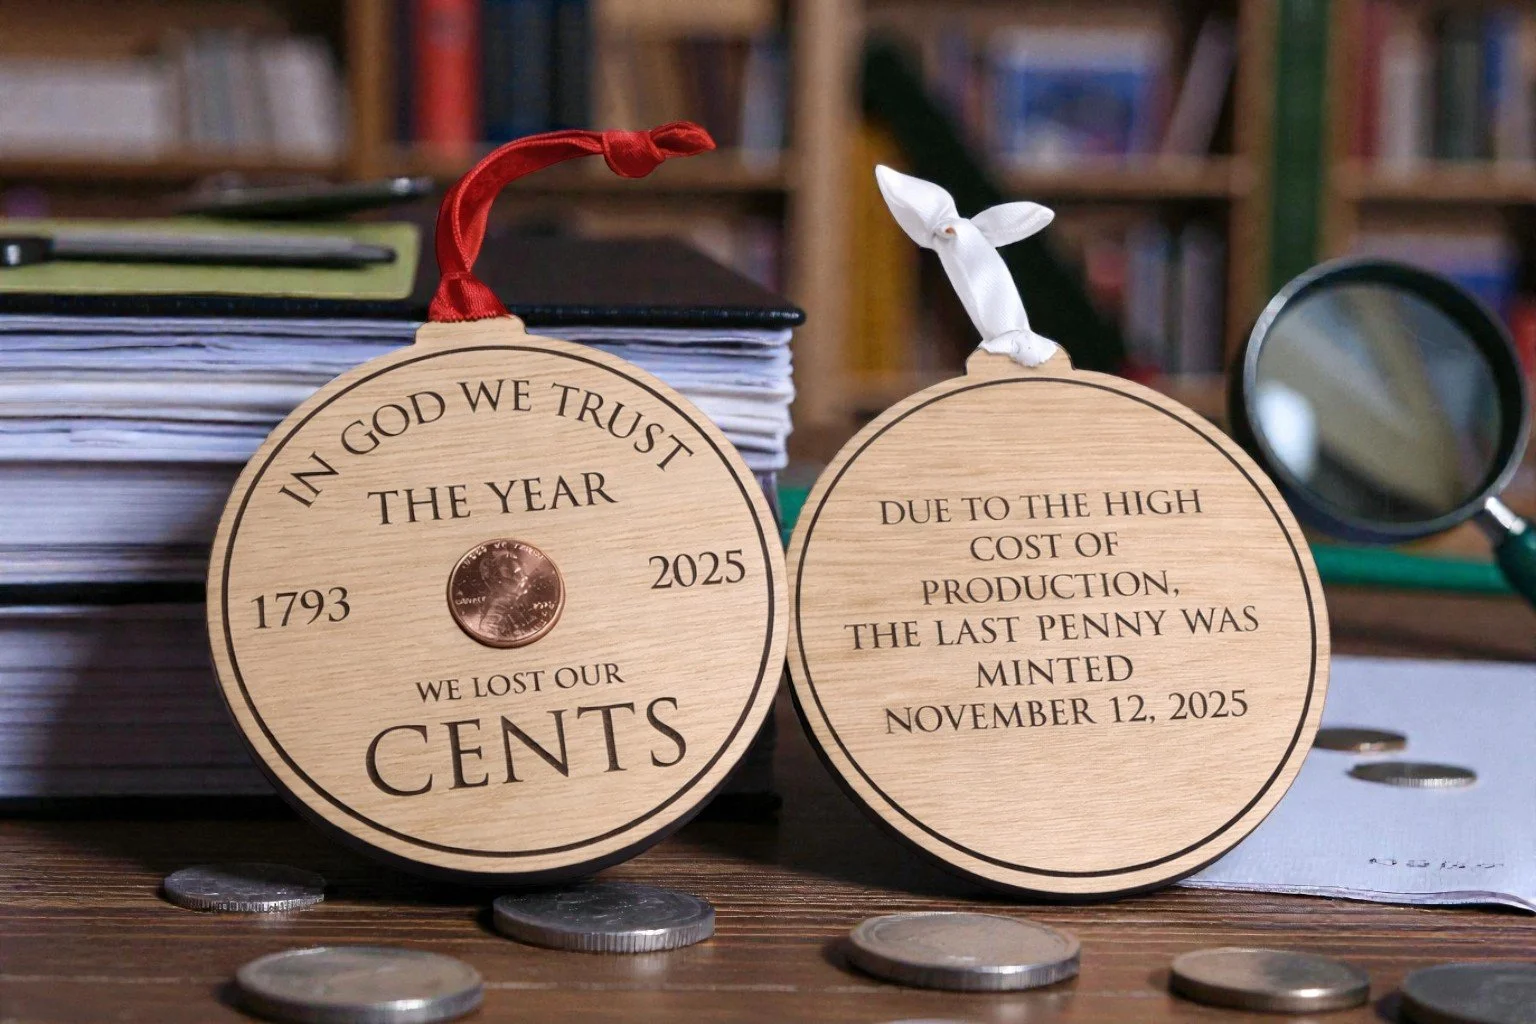 IN GOD WE TRUST
THE YEAR
1793
2025
WE LOST OUR
CENTS
DUE TO THE HIGH
COST OF
PRODUCTION,
THE LAST PENNY WAS
MINTED
NOVEMBER 12, 2025